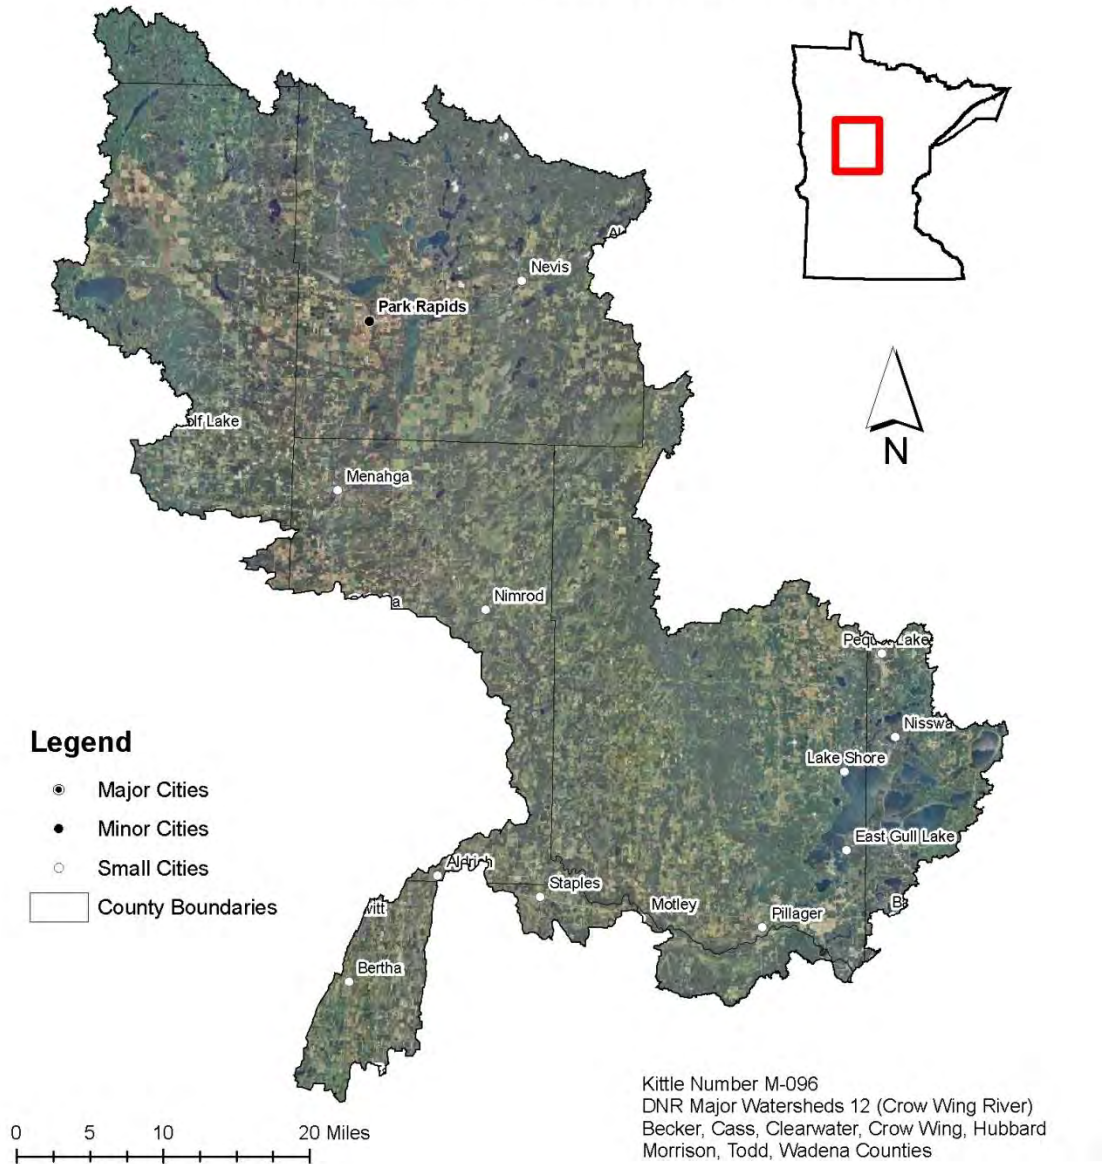 Nevis
Park Rapids
olf Lake
Menahga
Nimrod
Pequot Lake
Nisswa
Lake Shore
East Gull Lake
Aldrich
Staples
Motley
Pillager
Bertha
N
Legend
Major Cities
Minor Cities
Small Cities
County Boundaries
0 5 10 20 Miles
Kittle Number M-096
DNR Major Watersheds 12 (Crow Wing River)
Becker, Cass, Clearwater, Crow Wing, Hubbard
Morrison, Todd, Wadena Counties